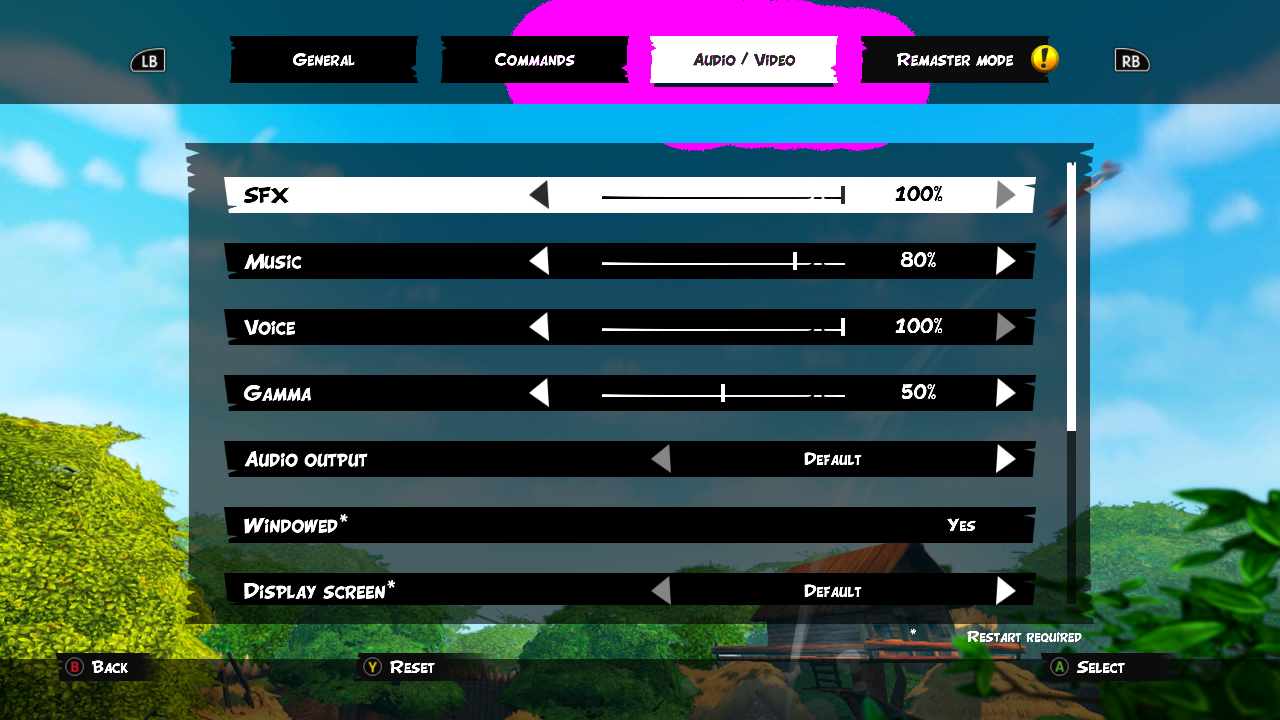 LB
GENERAL
COMMANDS
AUDIO / VIDEO
REMASTER MODE
!
RB
SFX
100%
MUSIC
80%
VOICE
100%
GAMMA
50%
AUDIO OUTPUT
DEFAULT
WINDOWED*
YES
DISPLAY SCREEN*
DEFAULT
* RESTART REQUIRED
B BACK
Y RESET
A SELECT